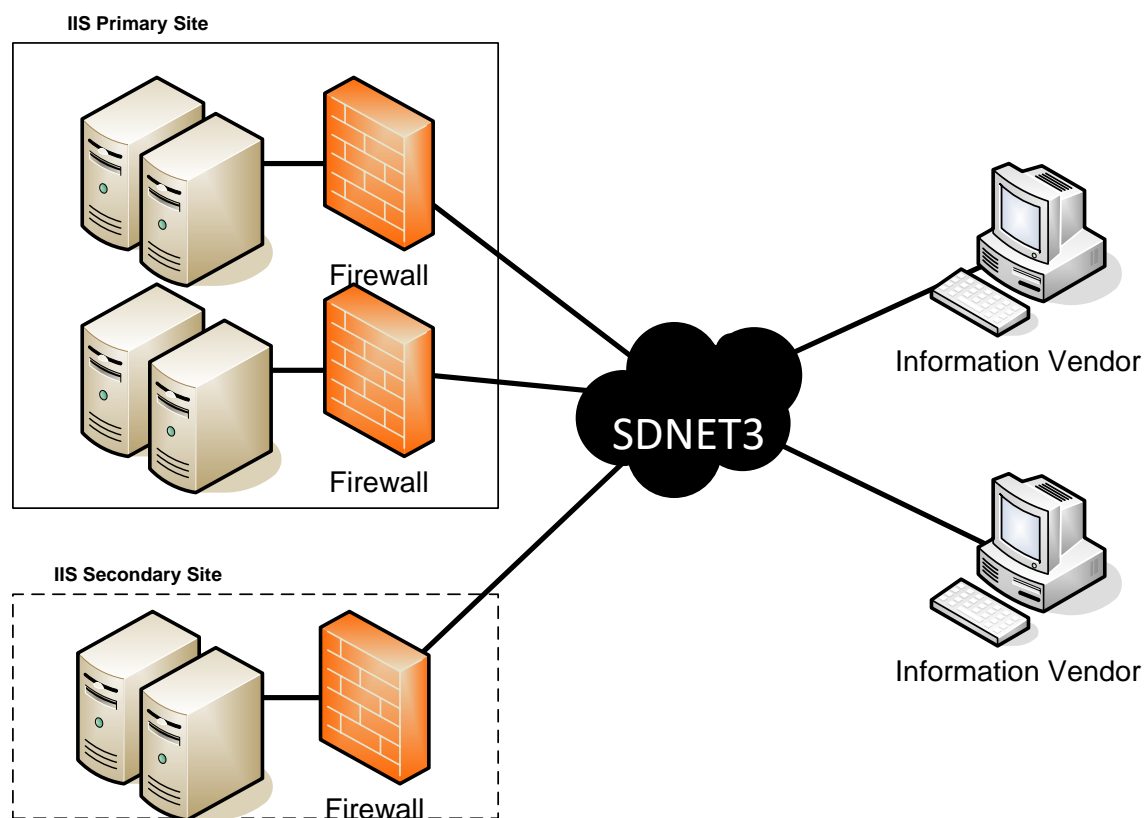 IIS Primary Site
Firewall
Information Vendor
SDNET3
Firewall
IIS Secondary Site
Information Vendor
Firewall